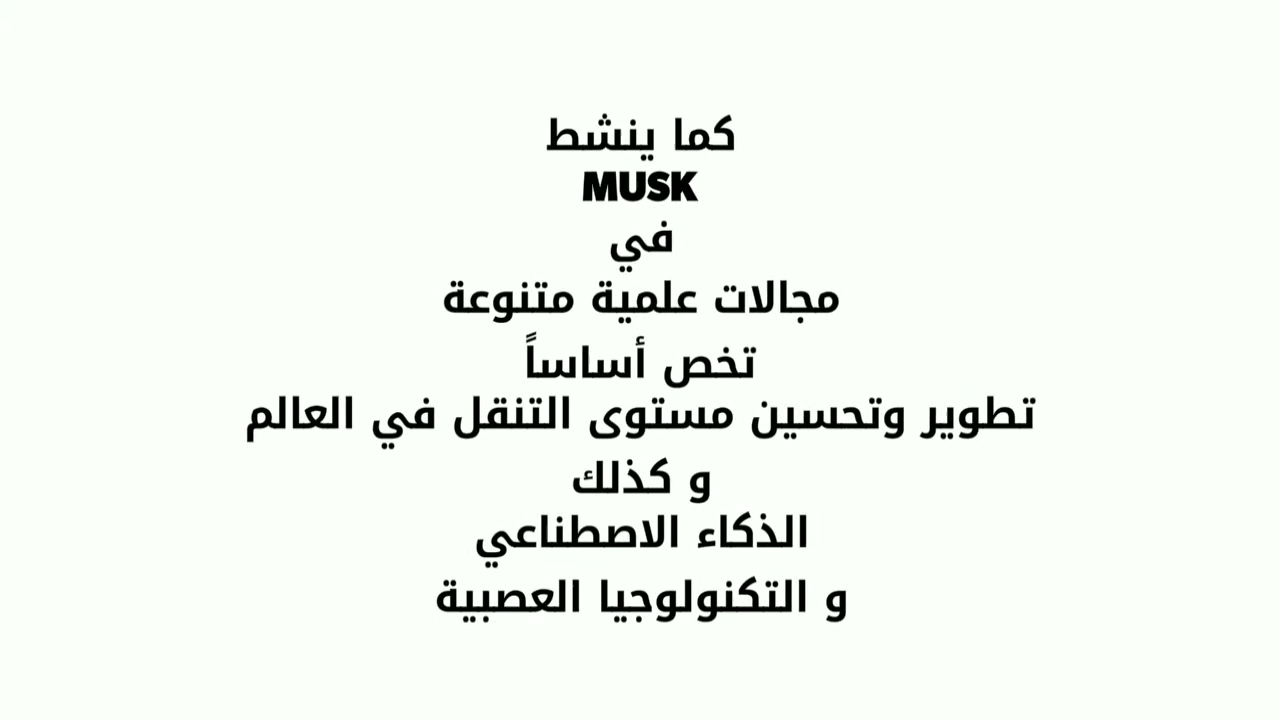 كما ينشط
MUSK
في
مجالات علمية متنوعة
تخص أساساً
تطوير وتحسين مستوى التنقل في العالم
و كذلك
الذكاء الاصطناعي
و التكنولوجيا العصبية